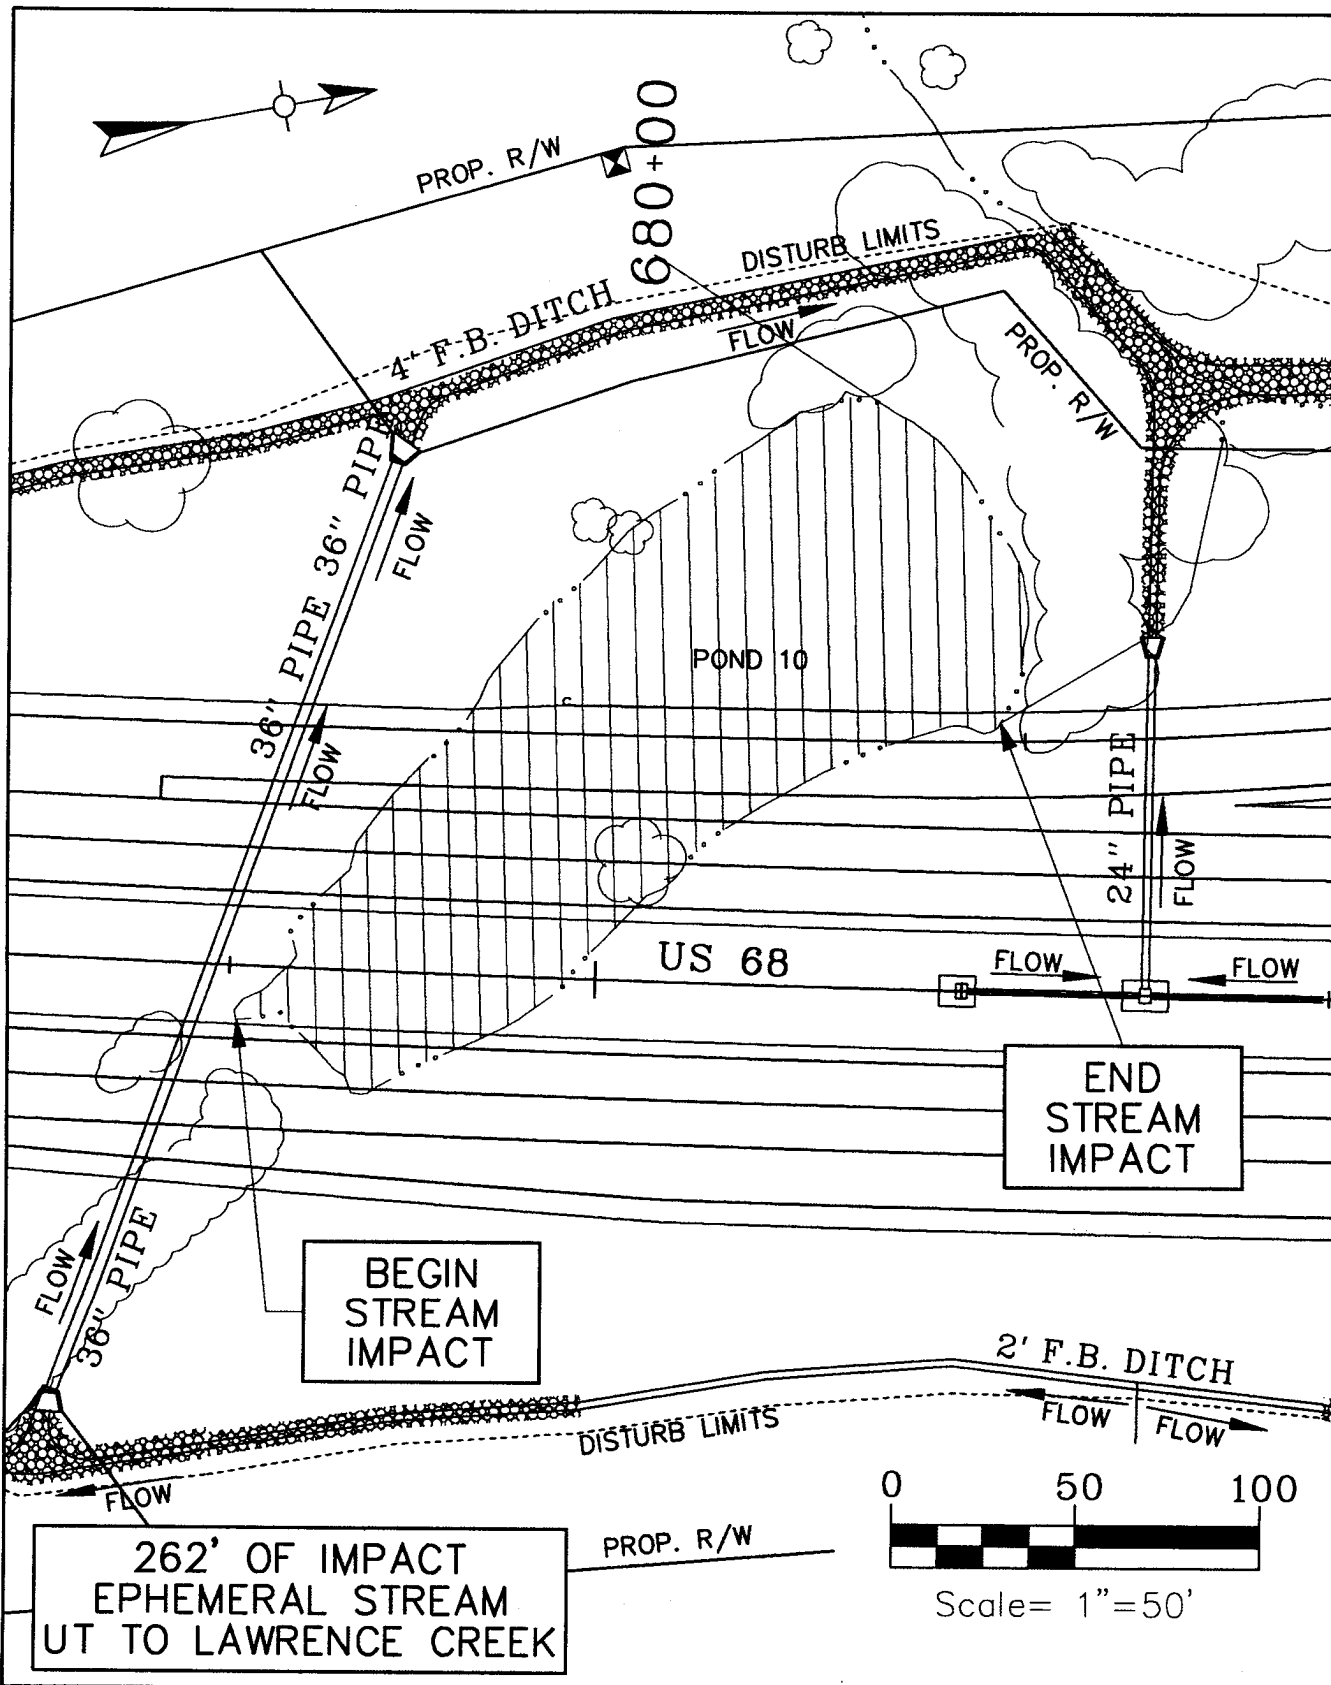 680+00
PROP. R/W
DISTURB LIMITS
4' F.B. DITCH
FLOW
PROP. R/W
36" PIPE
FLOW
36" PIPE
POND 10
FLOW
24" PIPE
FLOW
US 68
FLOW
FLOW
END
STREAM
IMPACT
36" PIPE
FLOW
BEGIN
STREAM
IMPACT
2' F.B. DITCH
FLOW
FLOW
DISTURB LIMITS
FLOW
0 50 100
Scale= 1"=50'
PROP. R/W
262' OF IMPACT
EPHEMERAL STREAM
UT TO LAWRENCE CREEK